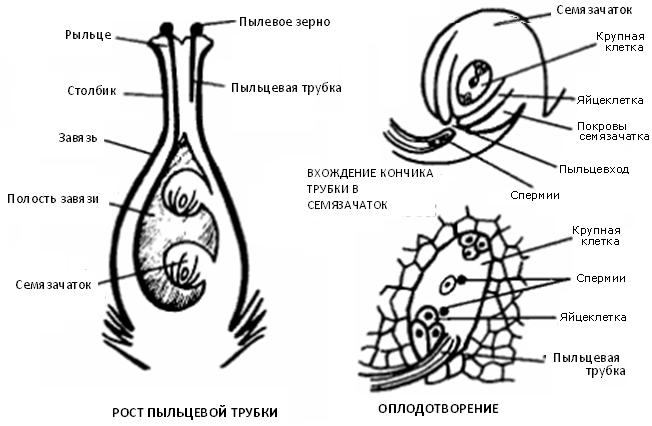 Пылевое зерно
Рыльце
Столбик
Пыльцевая трубка
Завязь
Полость завязи
Семязачаток
РОСТ ПЫЛЬЦЕВОЙ ТРУБКИ
Семязачаток
Крупная
клетка
Яйцеклетка
Покровы
семязачатка
Пыльцевход
Спермии
ВХОЖДЕНИЕ КОНЧИКА
ТРУБКИ В
СЕМЯЗАЧАТОК
Крупная
клетка
Спермии
Яйцеклетка
Пыльцевая
трубка
ОПЛОДОТВОРЕНИЕ